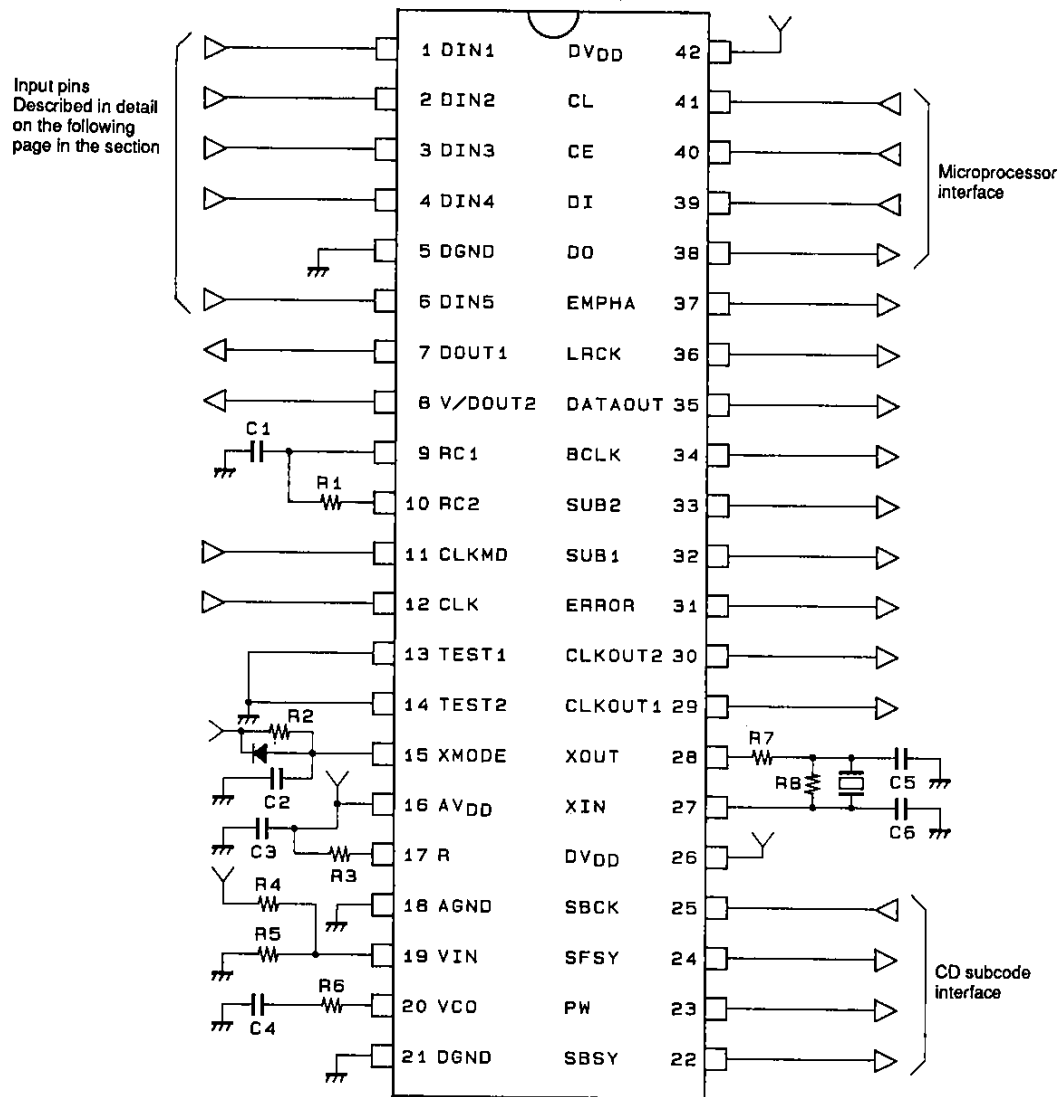 Input pins
Described in detail
on the following
page in the section
1 DIN1 DVDD 42
2 DIN2 CL 41
3 DIN3 CE 40
4 DIN4 DI 39
5 DGND DO 38
6 DIN5 EMPHA 37
7 DOUT1 LRCK 36
8 V/DOUT2 DATAOUT 35
C1
9 RC1 BCLK 34
R1
10 RC2 SUB2 33
11 CLKMD SUB1 32
12 CLK ERROR 31
13 TEST1 CLKOUT2 30
14 TEST2 CLKOUT1 29
R2
15 XMODE XOUT 28
R7
C2
R8
C5
16 AVDD XIN 27
C3
C6
17 R DVDD 26
R3
R4
18 AGND SBCK 25
R5
19 VIN SFSY 24
R6
20 VCO PW 23
C4
21 DGND SBSY 22
Microprocessor
interface
CD subcode
interface